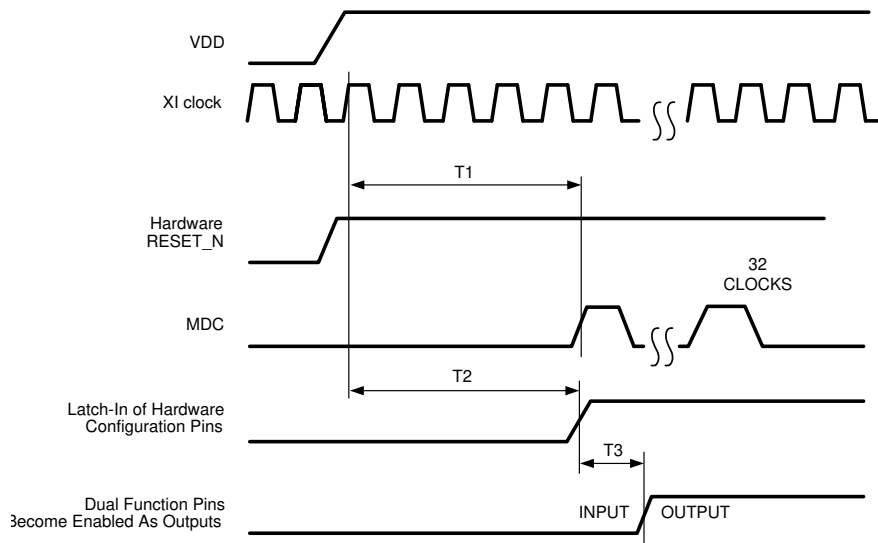 VDD
XI clock
T1
Hardware
RESET_N
32
CLOCKS
MDC
T2
Latch-In of Hardware
Configuration Pins
T3
Dual Function Pins
Become Enabled As Outputs
INPUT
OUTPUT